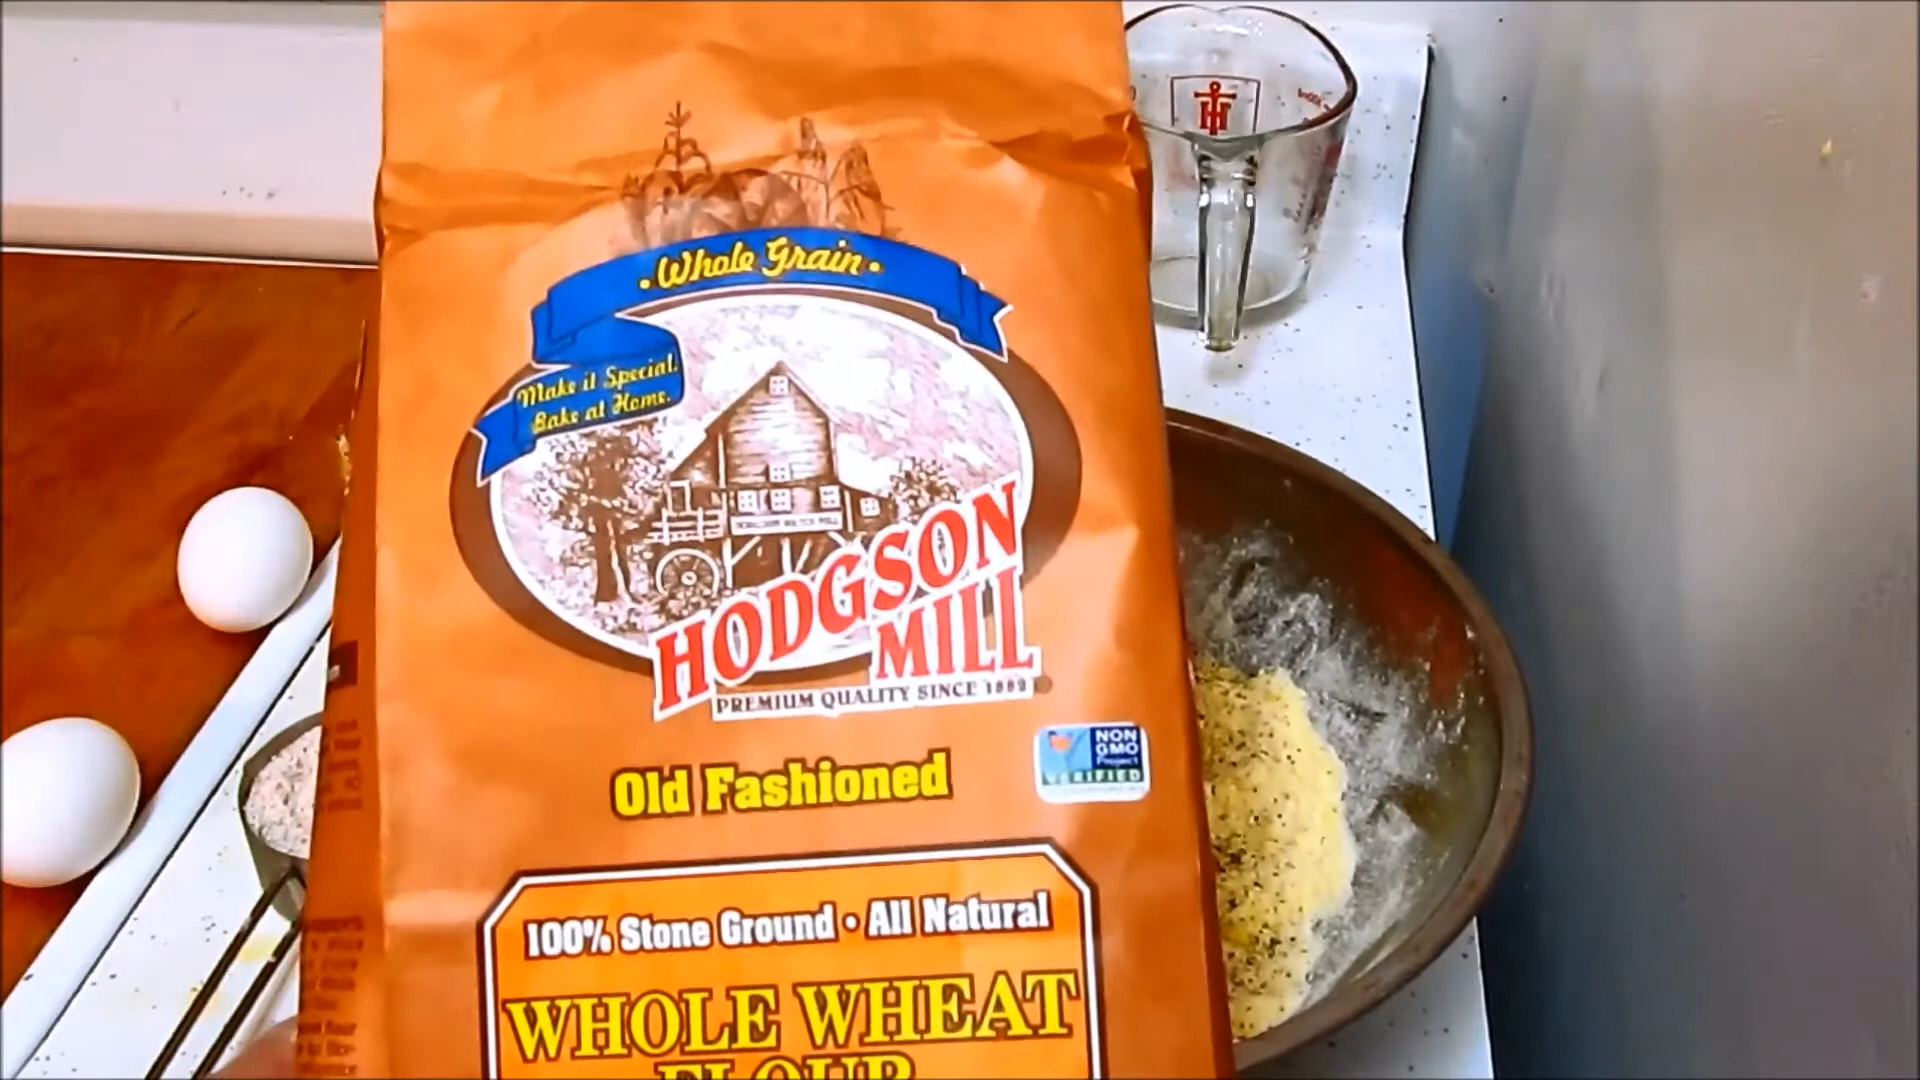 • Whole Grain •
Make it Special.
Bake at Home.
HODGSON
MILL
PREMIUM QUALITY SINCE 1882
Old Fashioned
NON
GMO
Project
VERIFIED
100% Stone Ground • All Natural
WHOLE WHEAT
FLOUR